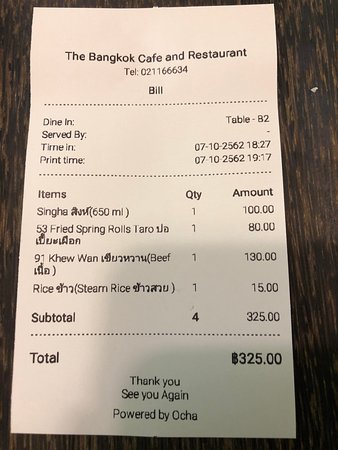 The Bangkok Cafe and Restaurant
Tel: 021166634
Bill
Dine In: Table - B2
Served By: -
Time in: 07-10-2562 18:27
Print time: 07-10-2562 19:17
Items Qty Amount
Singha สิงห์(650 ml ) 1 100.00
53 Fried Spring Rolls Taro ปอ 1 80.00
เปี๊ยะเผือก
91 Khew Wan เขียวหวาน(Beef 1 130.00
เนื้อ )
Rice ข้าว(Steam Rice ข้าวสวย ) 1 15.00
Subtotal 4 325.00
Total ฿325.00
Thank you
See you Again
Powered by Ocha